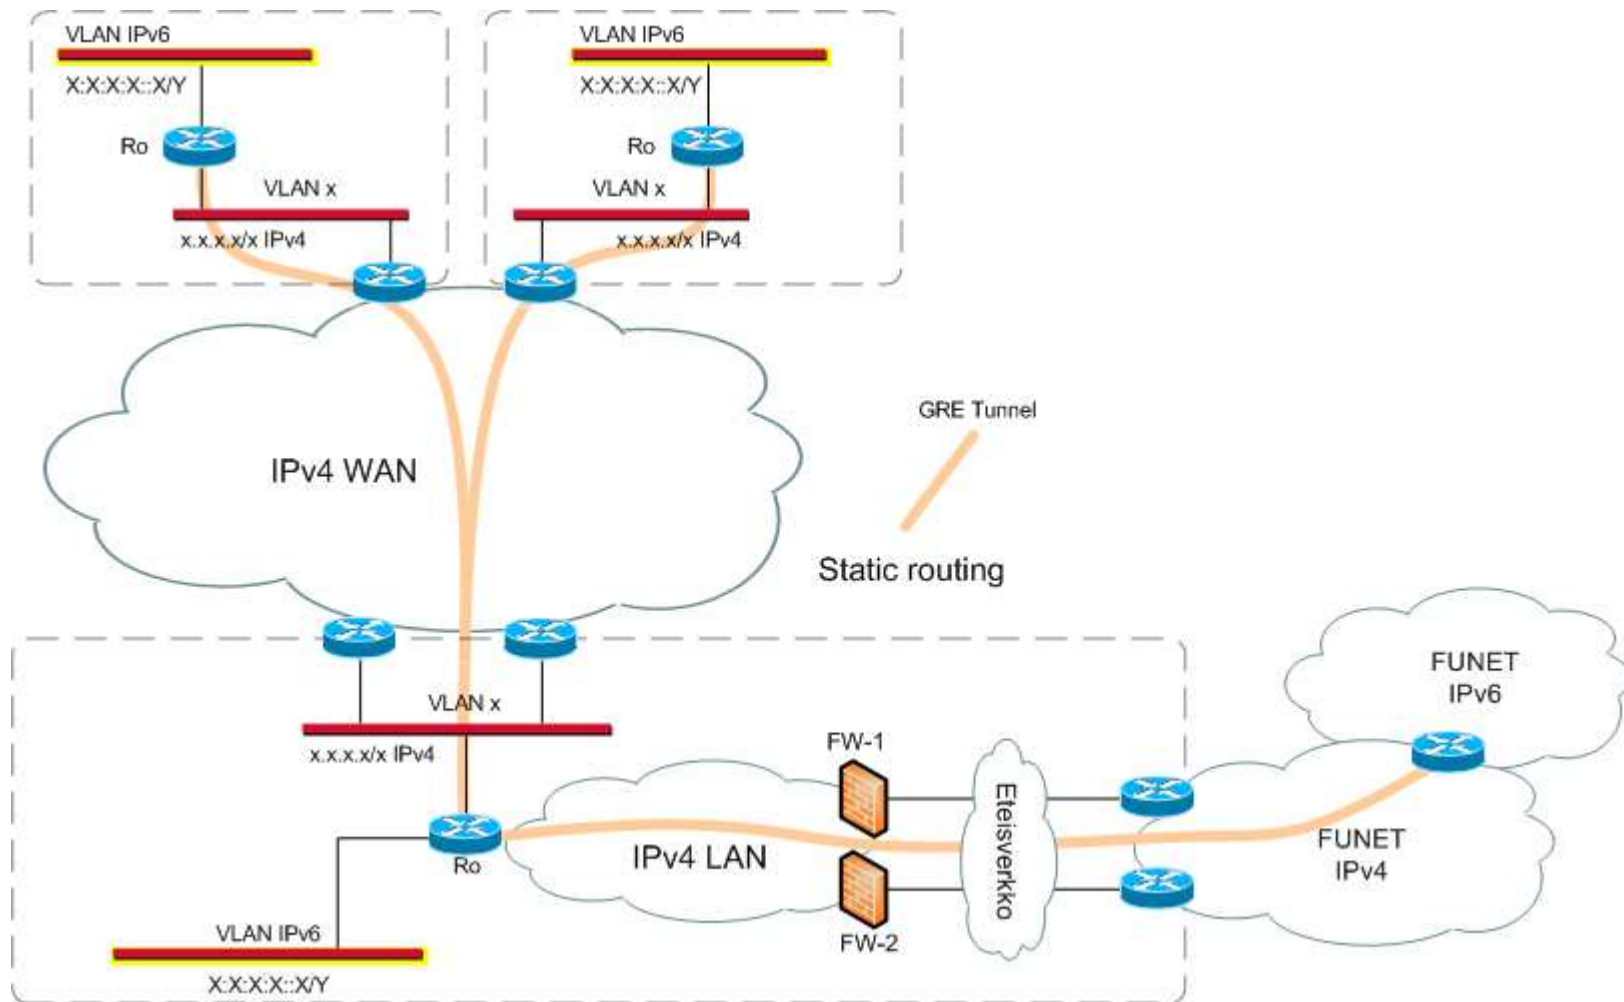 VLAN IPv6
X:X:X:X::X/Y
Ro
VLAN x
x.x.x.x/x IPv4
VLAN IPv6
X:X:X:X::X/Y
Ro
VLAN x
x.x.x.x/x IPv4
IPv4 WAN
GRE Tunnel
Static routing
VLAN x
x.x.x.x/x IPv4
Ro
IPv4 LAN
FW-1
FW-2
Eteisverkko
FUNET
IPv6
FUNET
IPv4
VLAN IPv6
X:X:X:X::X/Y